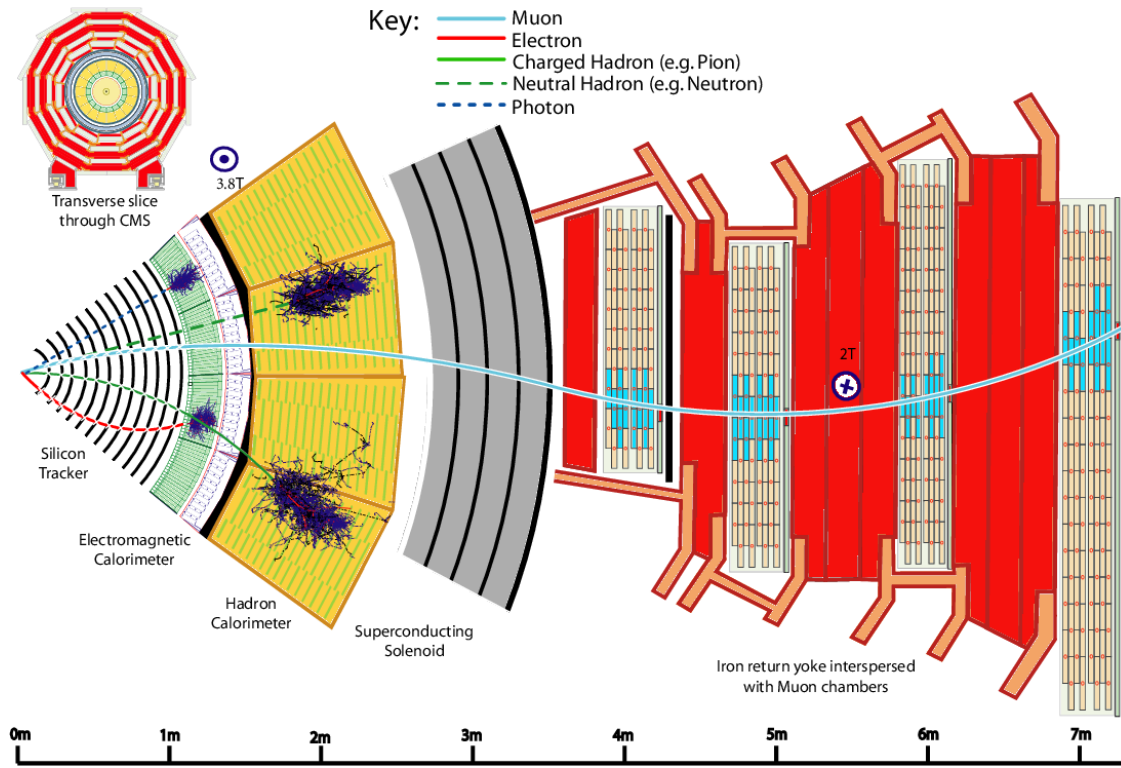 Key:
Muon
Electron
Charged Hadron (e.g. Pion)
Neutral Hadron (e.g. Neutron)
Photon
3.8T
Transverse slice
through CMS
2T
Silicon
Tracker
Electromagnetic
Calorimeter
Hadron
Calorimeter
Superconducting
Solenoid
Iron return yoke interspersed
with Muon chambers
0m 1m 2m 3m 4m 5m 6m 7m